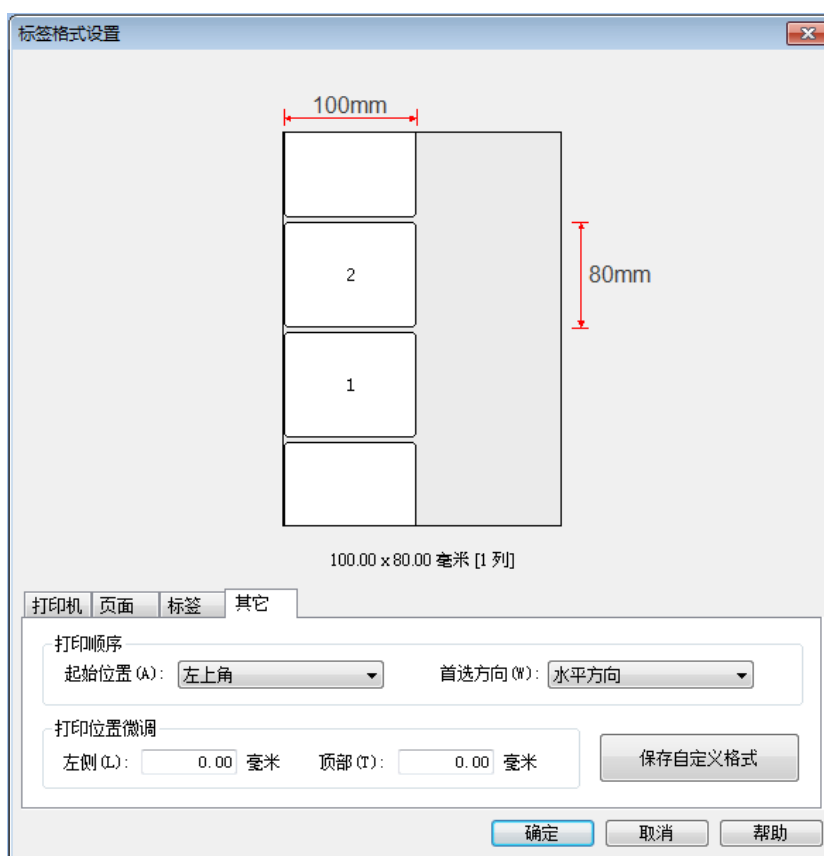 标签格式设置
100mm
2
80mm
1
100.00 x 80.00 毫米 [1 列]
打印机 页面 标签 其它
打印顺序
起始位置(A): 左上角 首选方向(W): 水平方向
打印位置微调
左侧(L): 0.00 毫米 顶部(T): 0.00 毫米 保存自定义格式
确定 取消 帮助